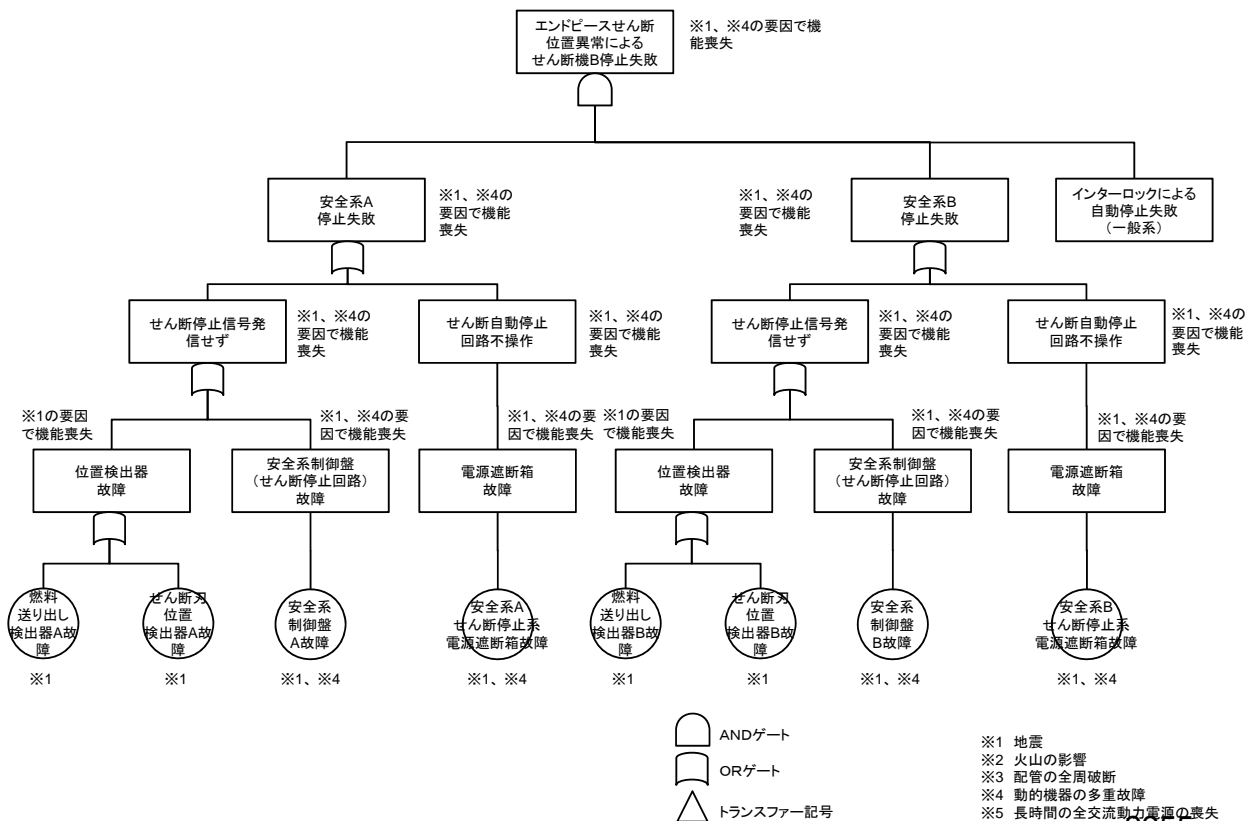 エンドピースせん断
位置異常による
せん断機B停止失敗
※1、※4の要因で機
能喪失
安全系A
停止失敗
※1、※4の
要因で機能
喪失
※1、※4の
要因で機能
喪失
安全系B
停止失敗
インターロックによる
自動停止失敗
（一般系）
せん断停止信号発
信せず
※1、※4の
要因で機能
喪失
せん断自動停止
回路不操作
※1、※4の
要因で機能
喪失
せん断停止信号発
信せず
※1、※4の
要因で機能
喪失
せん断自動停止
回路不操作
※1、※4の
要因で機能
喪失
※1の要因
で機能喪失
※1、※4の要
因で機能喪失
※1、※4の要
因で機能喪失
※1の要因
で機能喪失
※1、※4の要
因で機能喪失
※1、※4の要
因で機能喪失
位置検出器
故障
安全系制御盤
（せん断停止回路）
故障
電源遮断箱
故障
位置検出器
故障
安全系制御盤
（せん断停止回路）
故障
電源遮断箱
故障
燃料
送り出し
検出器A故
障
せん断刃
位置
検出器A故
障
安全系
制御盤
A故障
安全系A
せん断停止系
電源遮断箱故障
燃料
送り出し
検出器B故
障
せん断刃
位置
検出器B故
障
安全系
制御盤
B故障
安全系B
せん断停止系
電源遮断箱故障
※1
※1
※1、※4
※1、※4
※1
※1
※1、※4
※1、※4
ANDゲート
ORゲート
トランスファー記号
※1 地震
※2 火山の影響
※3 配管の全周破断
※4 動的機器の多重故障
※5 長時間の全交流動力電源の喪失